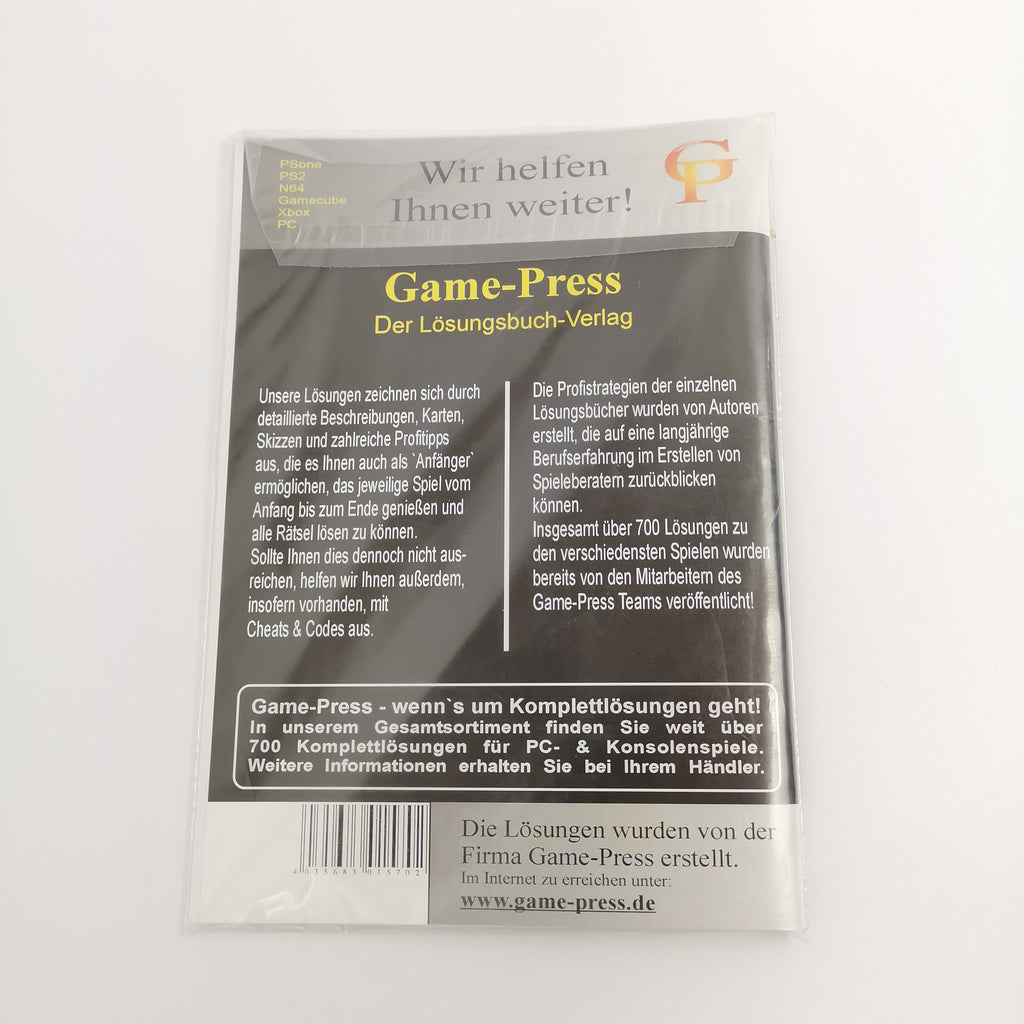 PSone
PS2
N64
Gamecube
Xbox
PC
Wir helfen
Ihnen weiter!
GP
Game-Press
Der Lösungsbuch-Verlag
Unsere Lösungen zeichnen sich durch
detaillierte Beschreibungen, Karten,
Skizzen und zahlreiche Profitipps
aus, die es Ihnen auch als `Anfänger`
ermöglichen, das jeweilige Spiel vom
Anfang bis zum Ende genießen und
alle Rätsel lösen zu können.
Sollte Ihnen dies dennoch nicht aus-
reichen, helfen wir Ihnen außerdem,
insofern vorhanden, mit
Cheats & Codes aus.
Die Profistrategien der einzelnen
Lösungsbücher wurden von Autoren
erstellt, die auf eine langjährige
Berufserfahrung im Erstellen von
Spieleberatern zurückblicken
können.
Insgesamt über 700 Lösungen zu
den verschiedensten Spielen wurden
bereits von den Mitarbeitern des
Game-Press Teams veröffentlicht!
Game-Press - wenn`s um Komplettlösungen geht!
In unserem Gesamtsortiment finden Sie weit über
700 Komplettlösungen für PC- & Konsolenspiele.
Weitere Informationen erhalten Sie bei Ihrem Händler.
4 035683 015702
Die Lösungen wurden von der
Firma Game-Press erstellt.
Im Internet zu erreichen unter:
www.game-press.de